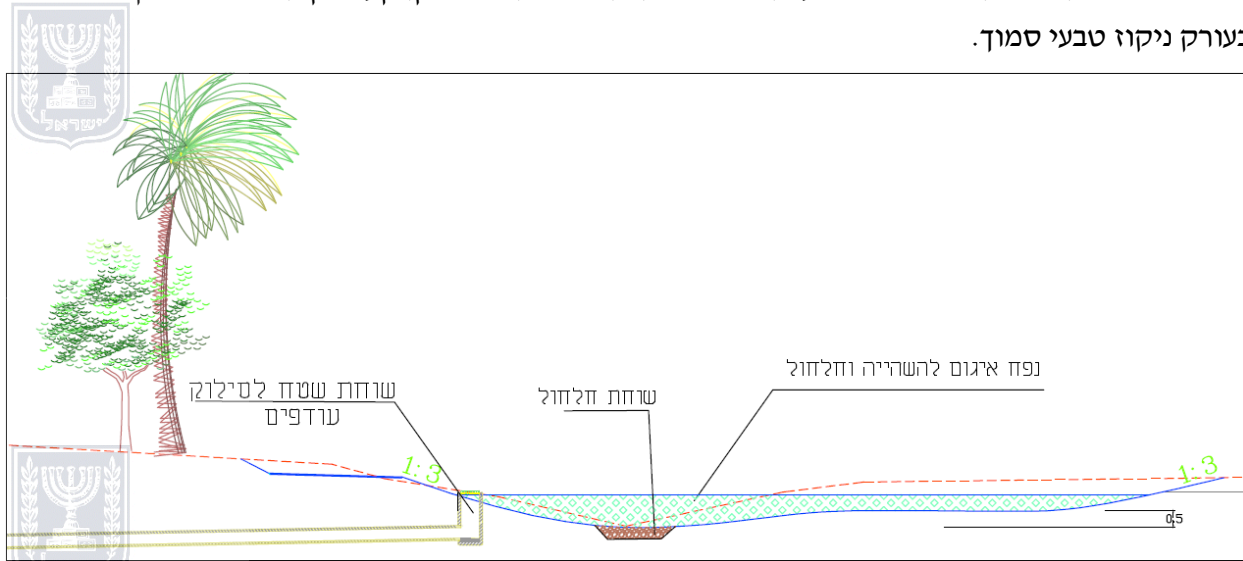 בעורק ניקוז טבעי סמוך.
ישראל
נפח איגום להשהייה וחלחול
שוחת חלחול
שוחת שטח לסילוק
עודפים
1:3
1:3
0.5
ישראל